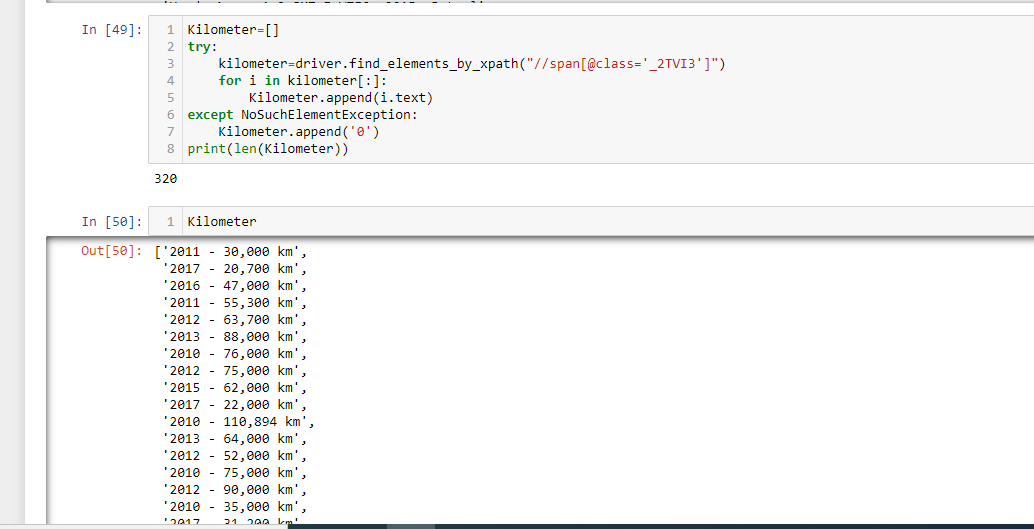 In [49]:
1 Kilometer=[]
2 try:
3     kilometer=driver.find_elements_by_xpath("//span[@class='_2TVI3']")
4     for i in kilometer[:]:
5         Kilometer.append(i.text)
6 except NoSuchElementException:
7     Kilometer.append('0')
8 print(len(Kilometer))
320
In [50]: 1 Kilometer
Out[50]: ['2011 - 30,000 km',
'2017 - 20,700 km',
'2016 - 47,000 km',
'2011 - 55,300 km',
'2012 - 63,700 km',
'2013 - 88,000 km',
'2010 - 76,000 km',
'2012 - 75,000 km',
'2015 - 62,000 km',
'2017 - 22,000 km',
'2010 - 110,894 km',
'2013 - 64,000 km',
'2012 - 52,000 km',
'2010 - 75,000 km',
'2012 - 90,000 km',
'2010 - 35,000 km',
'2017 - 31,200 km',